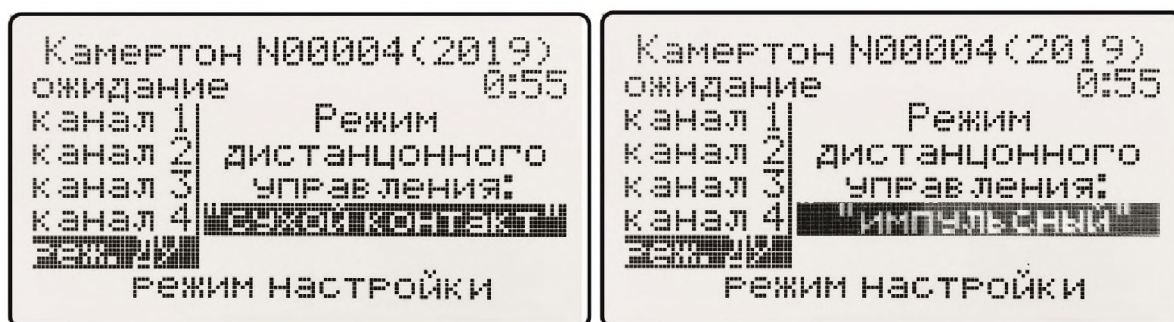 Камертон N00004(2019)
ожидание
0:55
канал 1
канал 2
канал 3
канал 4
реж. ДУ
Режим
дистанцонного
управления:
"СУХОЙ КОНТАКТ"
режим настройки
Камертон N00004(2019)
ожидание
0:55
канал 1
канал 2
канал 3
канал 4
реж. ДУ
Режим
дистанцонного
управления:
"ИМПУЛЬСНЫЙ"
режим настройки